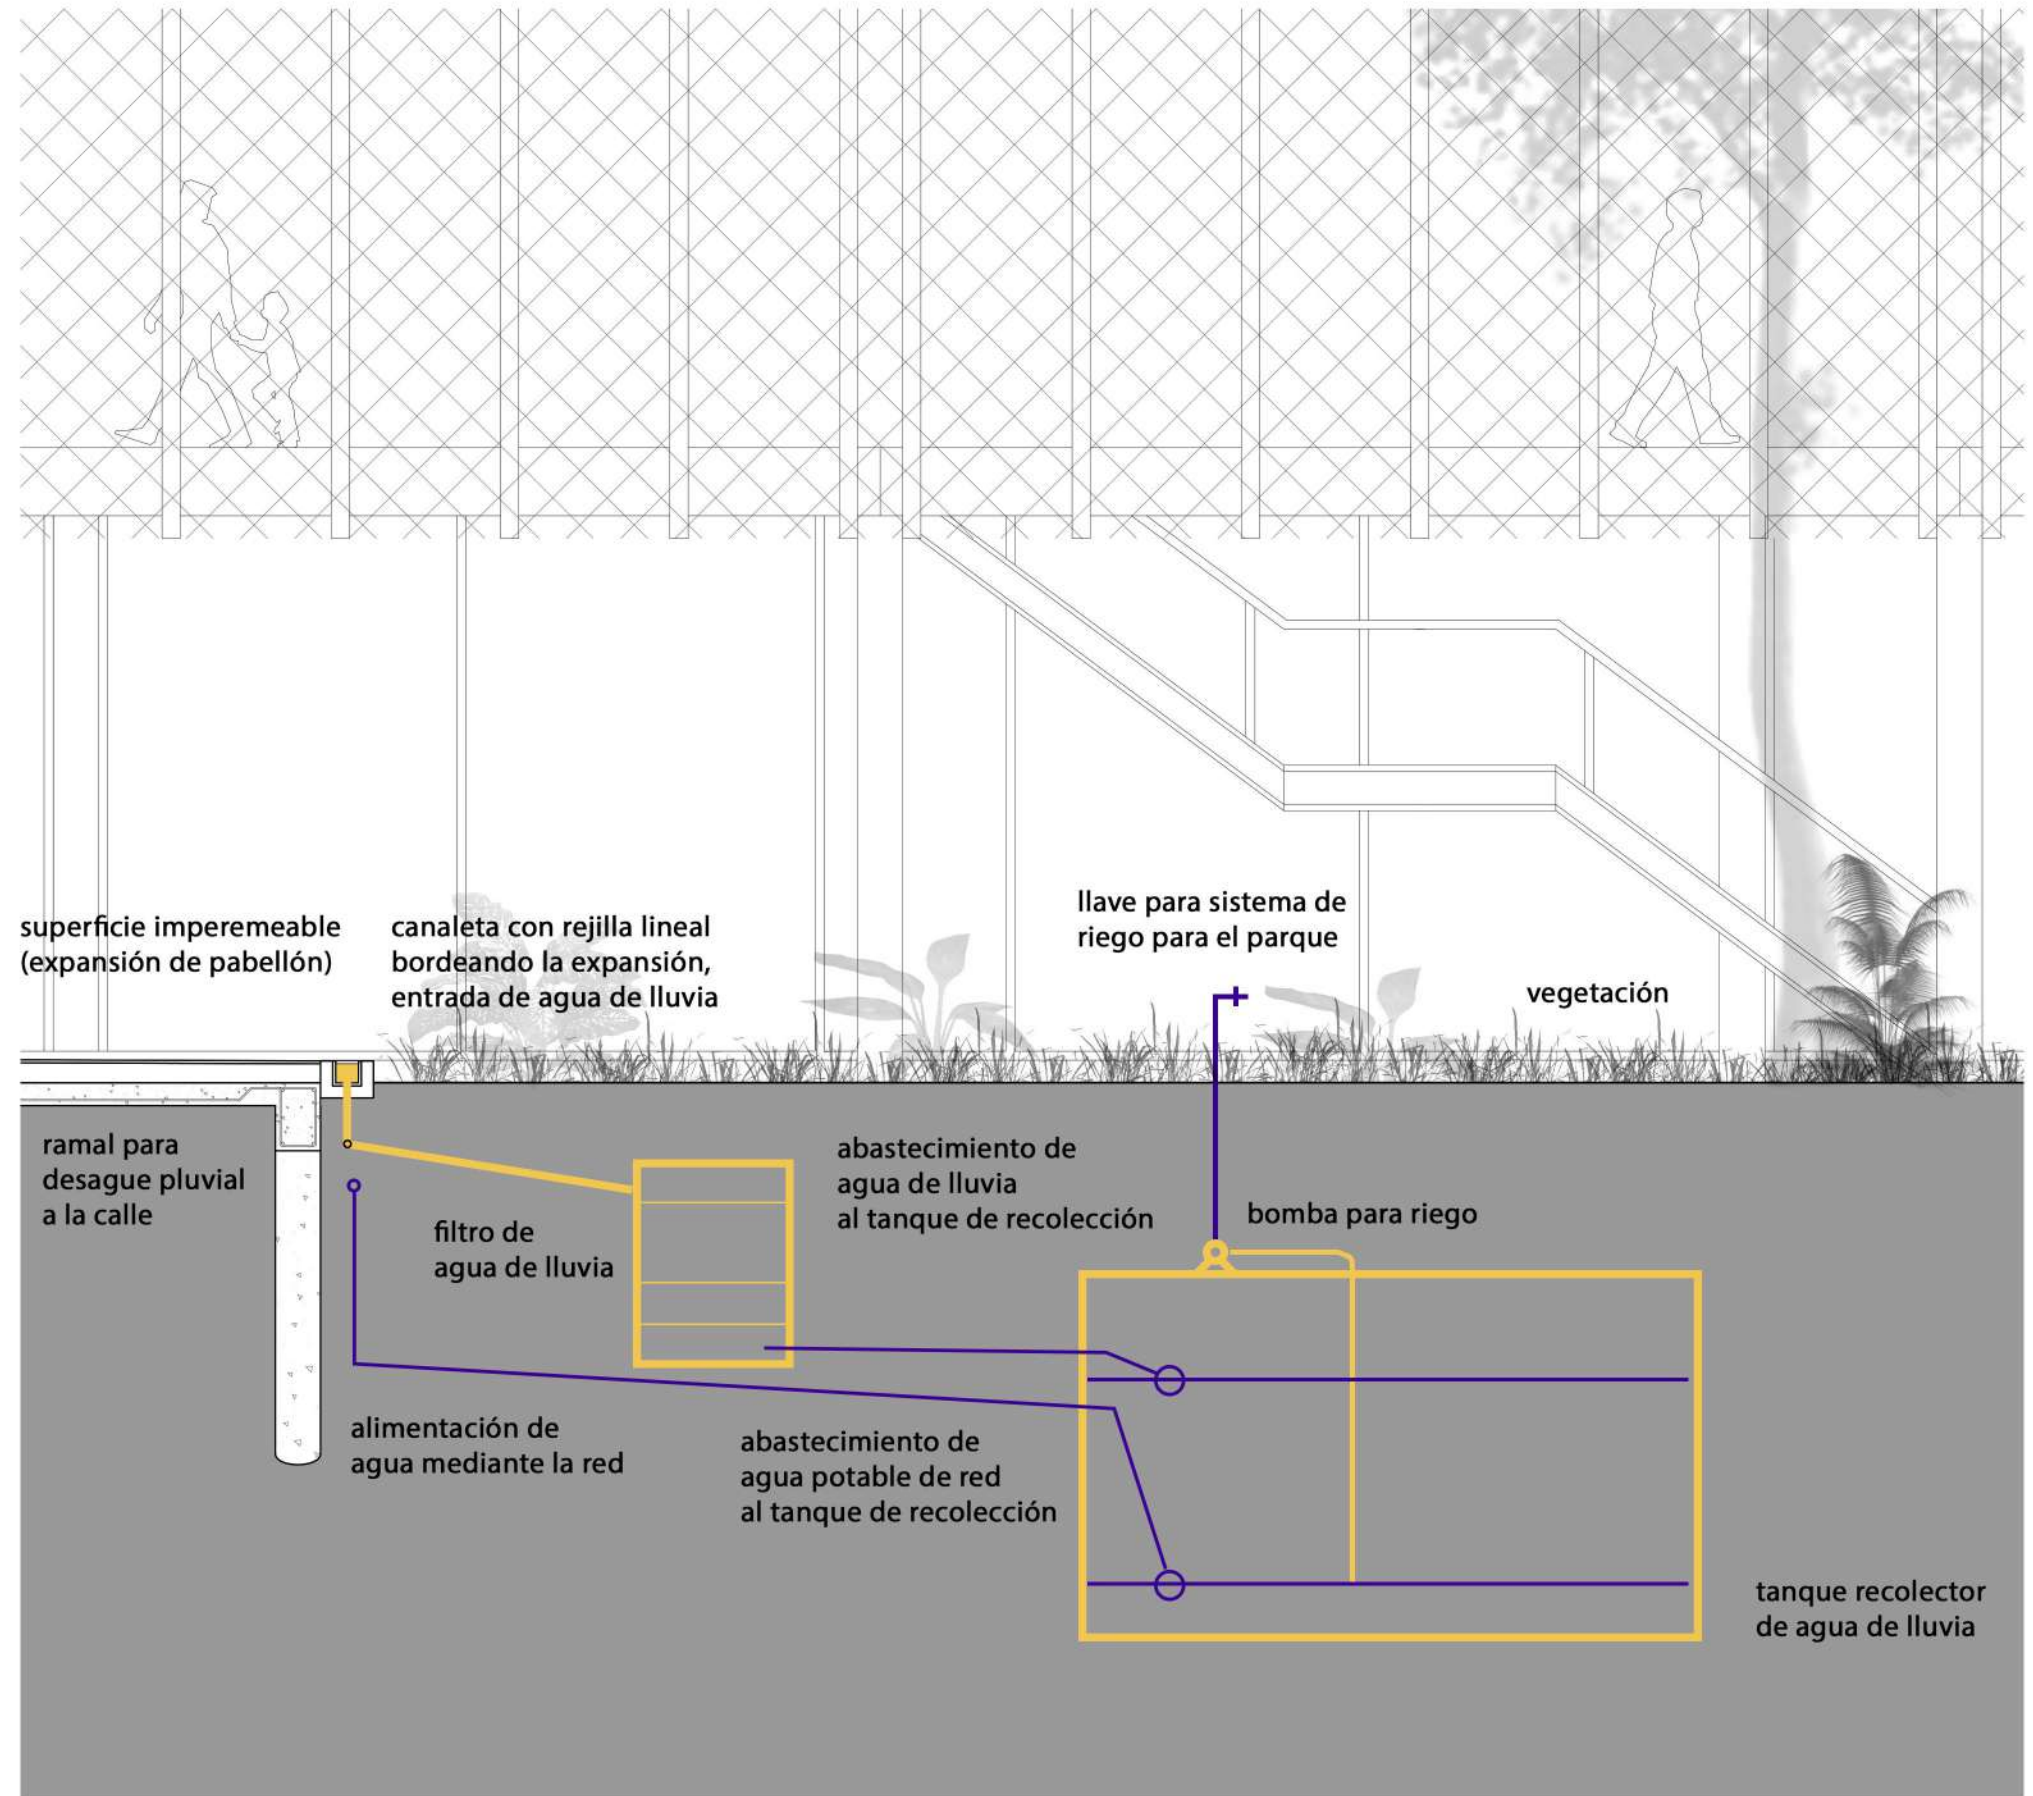 superficie imperemeable
(expansión de pabellón)
canaleta con rejilla lineal
bordeando la expansión,
entrada de agua de lluvia
llave para sistema de
riego para el parque
vegetación
ramal para
desague pluvial
a la calle
filtro de
agua de lluvia
abastecimiento de
agua de lluvia
al tanque de recolección
bomba para riego
alimentación de
agua mediante la red
abastecimiento de
agua potable de red
al tanque de recolección
tanque recolector
de agua de lluvia